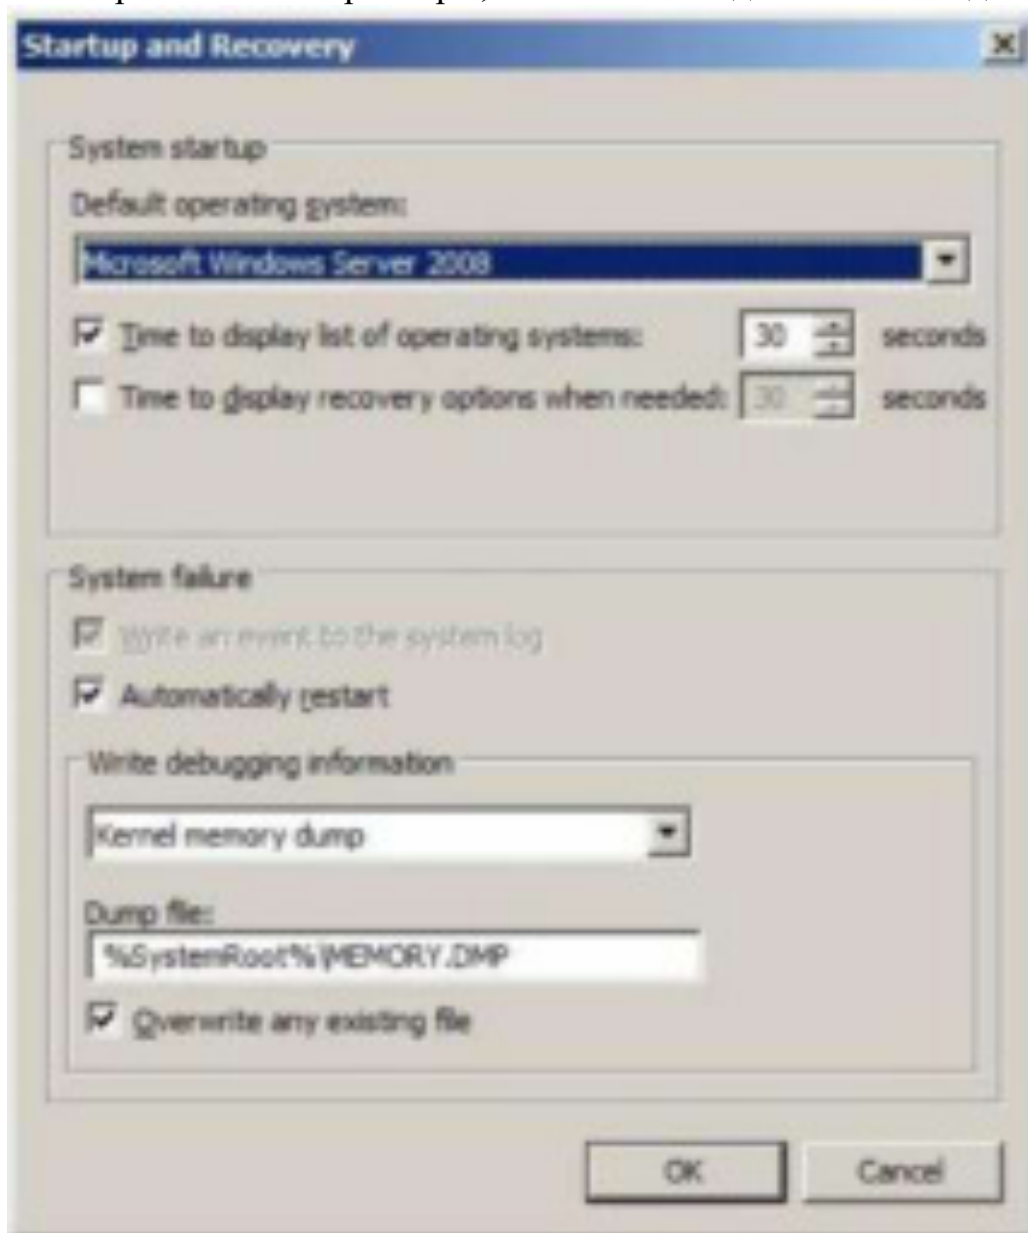 Startup and Recovery
System startup
Default operating system:
Microsoft Windows Server 2008
Time to display list of operating systems: 30 seconds
Time to display recovery options when needed: 30 seconds
System failure
Write an event to the system log
Automatically restart
Write debugging information
Kernel memory dump
Dump file:
%SystemRoot%\MEMORY.DMP
Overwrite any existing file
OK Cancel